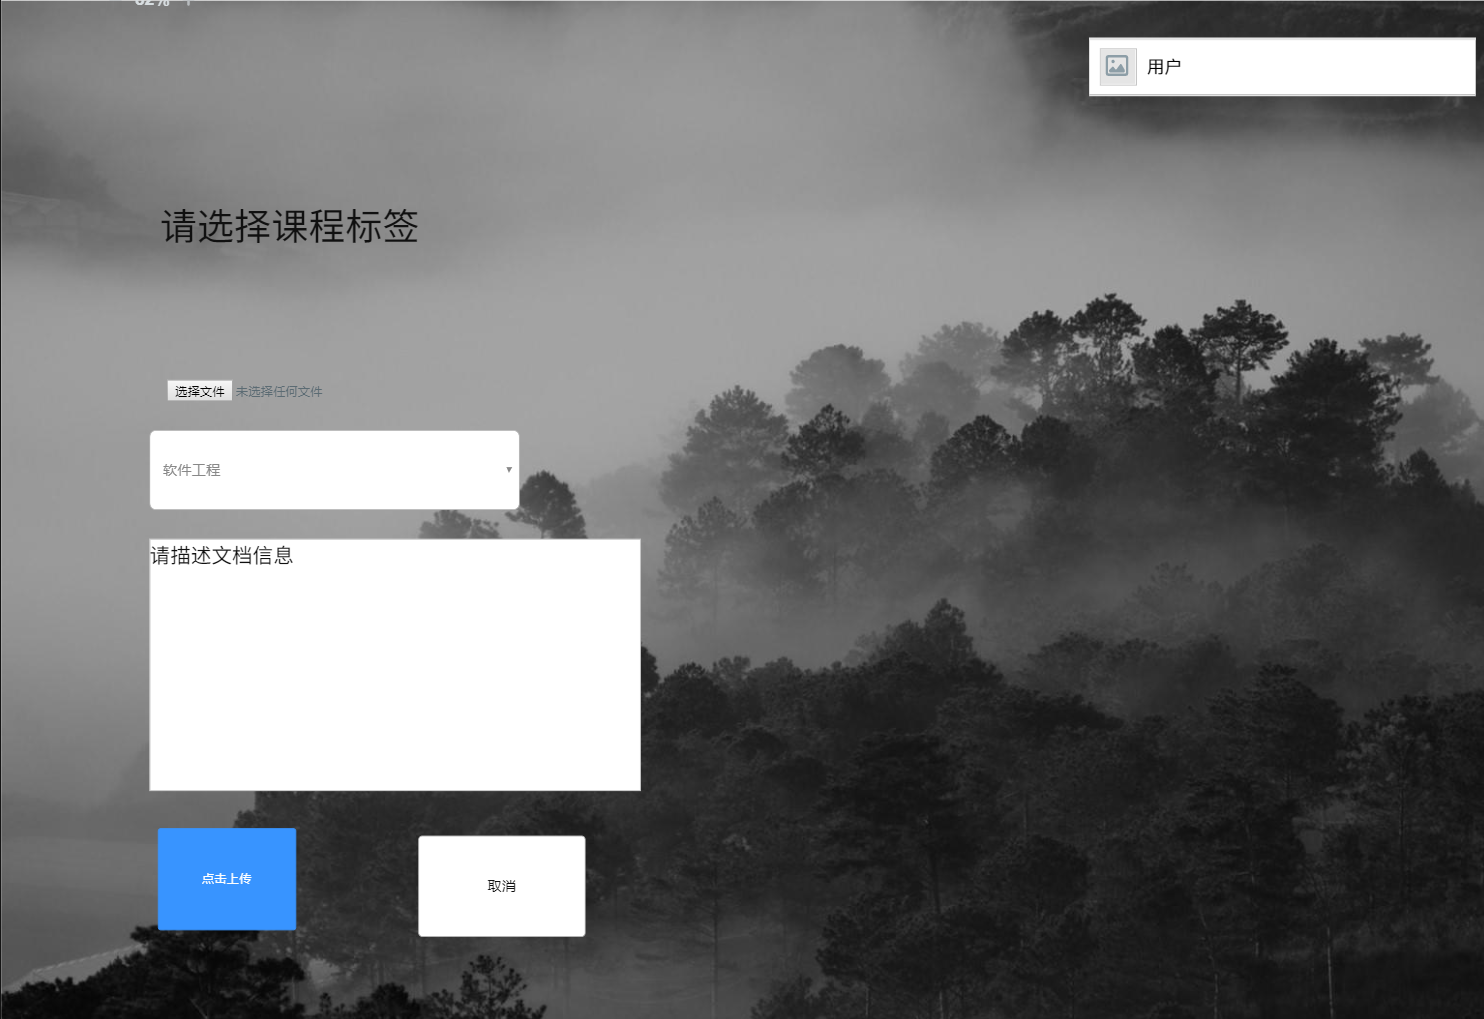 用户
请选择课程标签
选择文件 未选择任何文件
软件工程
请描述文档信息
点击上传
取消